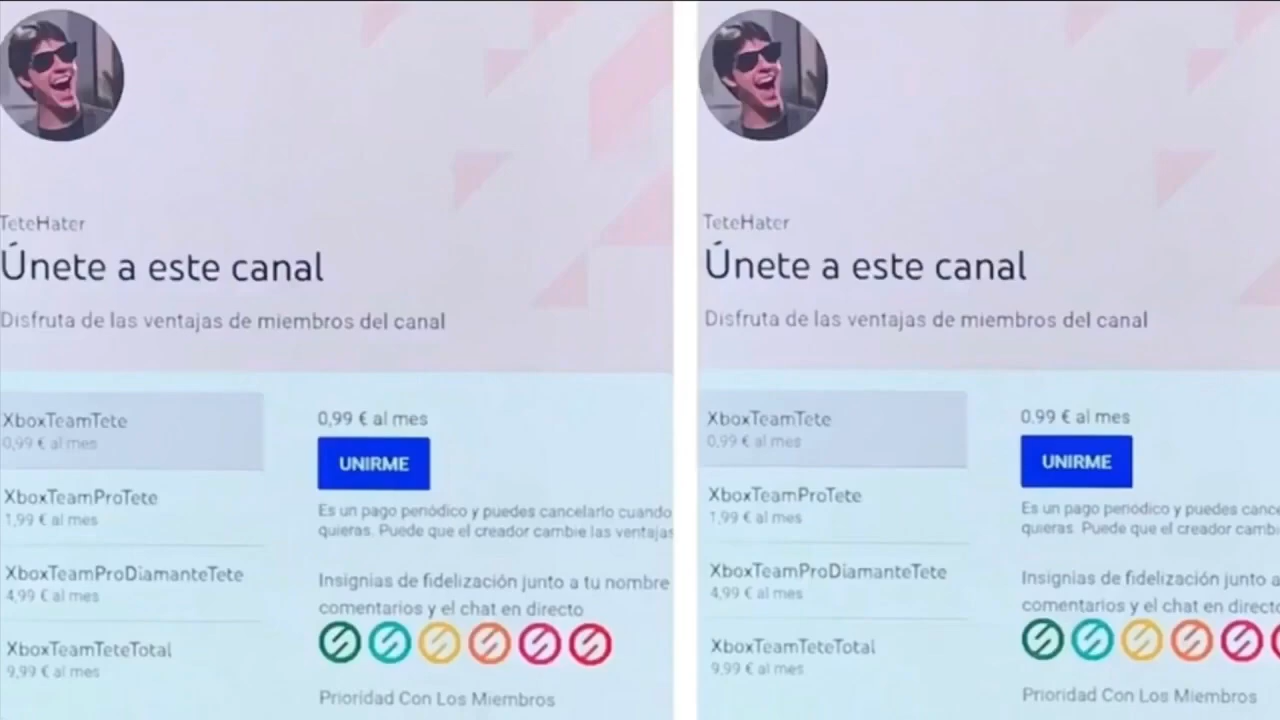 TeteHater
Únete a este canal
Disfruta de las ventajas de miembros del canal
XboxTeamTete
0,99 € al mes
XboxTeamProTete
1,99 € al mes
XboxTeamProDiamanteTete
4,99 € al mes
XboxTeamTeteTotal
9,99 € al mes
0,99 € al mes
UNIRME
Es un pago periódico y puedes cancelarlo cuando
quieras. Puede que el creador cambie las ventajas
Insignias de fidelización junto a tu nombre
comentarios y el chat en directo
Prioridad Con Los Miembros
TeteHater
Únete a este canal
Disfruta de las ventajas de miembros del canal
XboxTeamTete
0,99 € al mes
XboxTeamProTete
1,99 € al mes
XboxTeamProDiamanteTete
4,99 € al mes
XboxTeamTeteTotal
9,99 € al mes
0,99 € al mes
UNIRME
Es un pago periódico y puedes cance
quieras. Puede que el creador cambi
Insignias de fidelización junto a
comentarios y el chat en directo
Prioridad Con Los Miembros